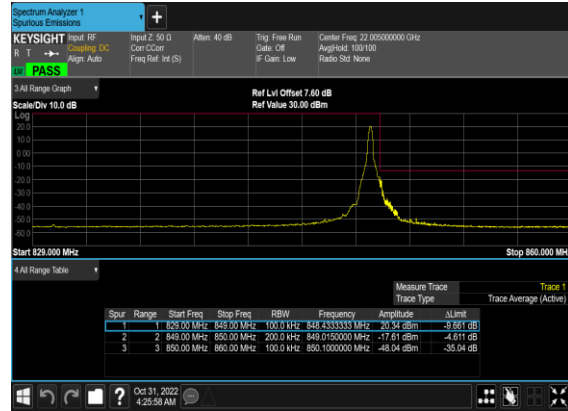 Spectrum Analyzer 1
Spurious Emissions
KEYSIGHT
R T
LM PASS
Input: RF
Coupling: DC
Align: Auto
Input Z: 50 Ω
Corr CCorr
Freq Ref: Int (S)
Atten: 40 dB
Trig: Free Run
Gate: Off
IF Gain: Low
Center Freq: 22.005000000 GHz
Avg|Hold: 100/100
Radio Std: None
3 All Range Graph
Scale/Div 10.0 dB
Ref Lvl Offset 7.60 dB
Ref Value 30.00 dBm
Log
20.0
10.0
0.00
-10.0
-20.0
-30.0
-40.0
-50.0
-60.0
Start 829.000 MHz
Stop 860.000 MH
4 All Range Table
Measure Trace Trace 1
Trace Type Trace Average (Active)
Spur Range Start Freq Stop Freq RBW Frequency Amplitude ΔLimit
1 1 829.00 MHz 849.00 MHz 100.0 kHz 848.4333333 MHz 20.34 dBm -9.661 dB
2 2 849.00 MHz 850.00 MHz 200.0 kHz 849.0150000 MHz -17.61 dBm -4.611 dB
3 3 850.00 MHz 860.00 MHz 100.0 kHz 850.1000000 MHz -48.04 dBm -35.04 dB
?
Oct 31, 2022
4:25:58 AM